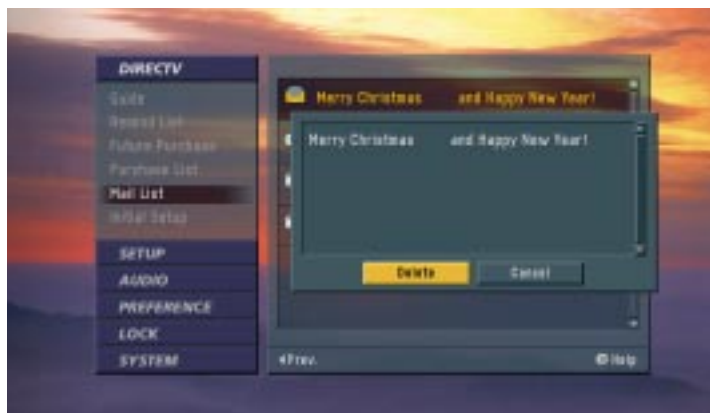 DIRECTV
Guide
Record List
Future Purchase
Purchase List
Mail List
Initial Setup
SETUP
AUDIO
PREFERENCE
LOCK
SYSTEM
Merry Christmas and Happy New Year!
Merry Christmas and Happy New Year!
Delete Cancel
Prev. Help